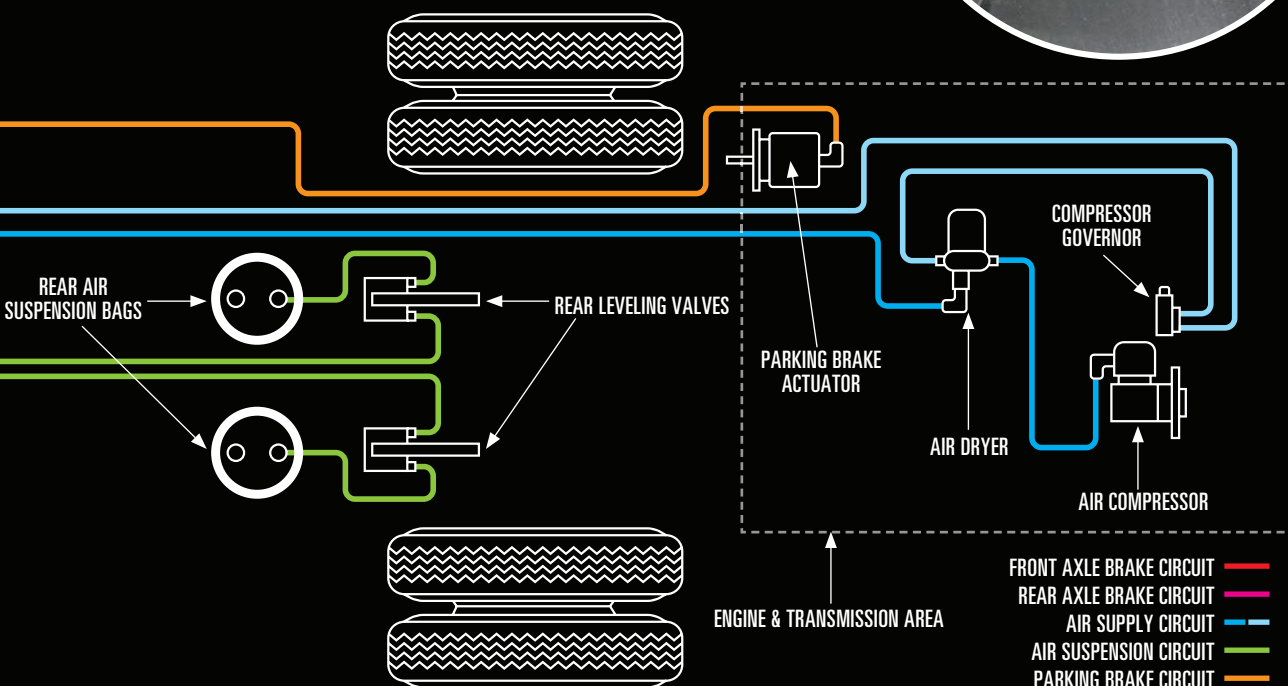 COMPRESSOR
GOVERNOR
REAR AIR
SUSPENSION BAGS
REAR LEVELING VALVES
PARKING BRAKE
ACTUATOR
AIR DRYER
AIR COMPRESSOR
ENGINE & TRANSMISSION AREA
FRONT AXLE BRAKE CIRCUIT
REAR AXLE BRAKE CIRCUIT
AIR SUPPLY CIRCUIT
AIR SUSPENSION CIRCUIT
PARKING BRAKE CIRCUIT